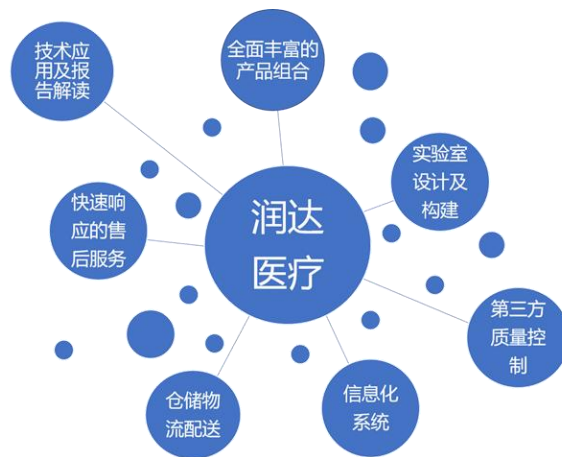 技术应
用及报
告解读
全面丰富的
产品组合
实验室
设计及
构建
快速响
应的售
后服务
润达
医疗
第三方
质量控
制
仓储物
流配送
信息化
系统